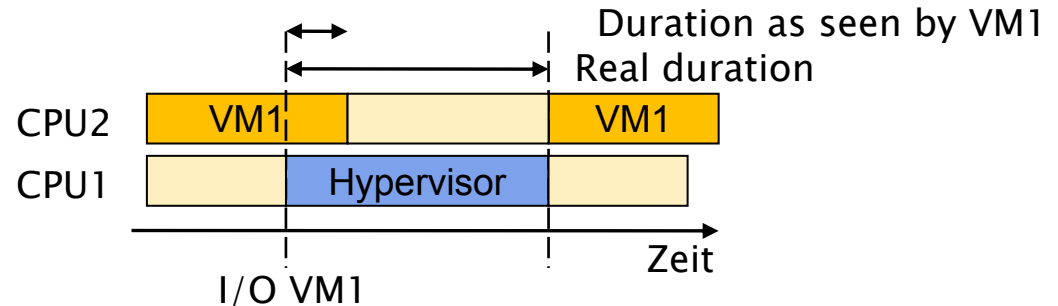 Duration as seen by VM1
Real duration
CPU2 VM1 VM1
CPU1 Hypervisor
Zeit
I/O VM1